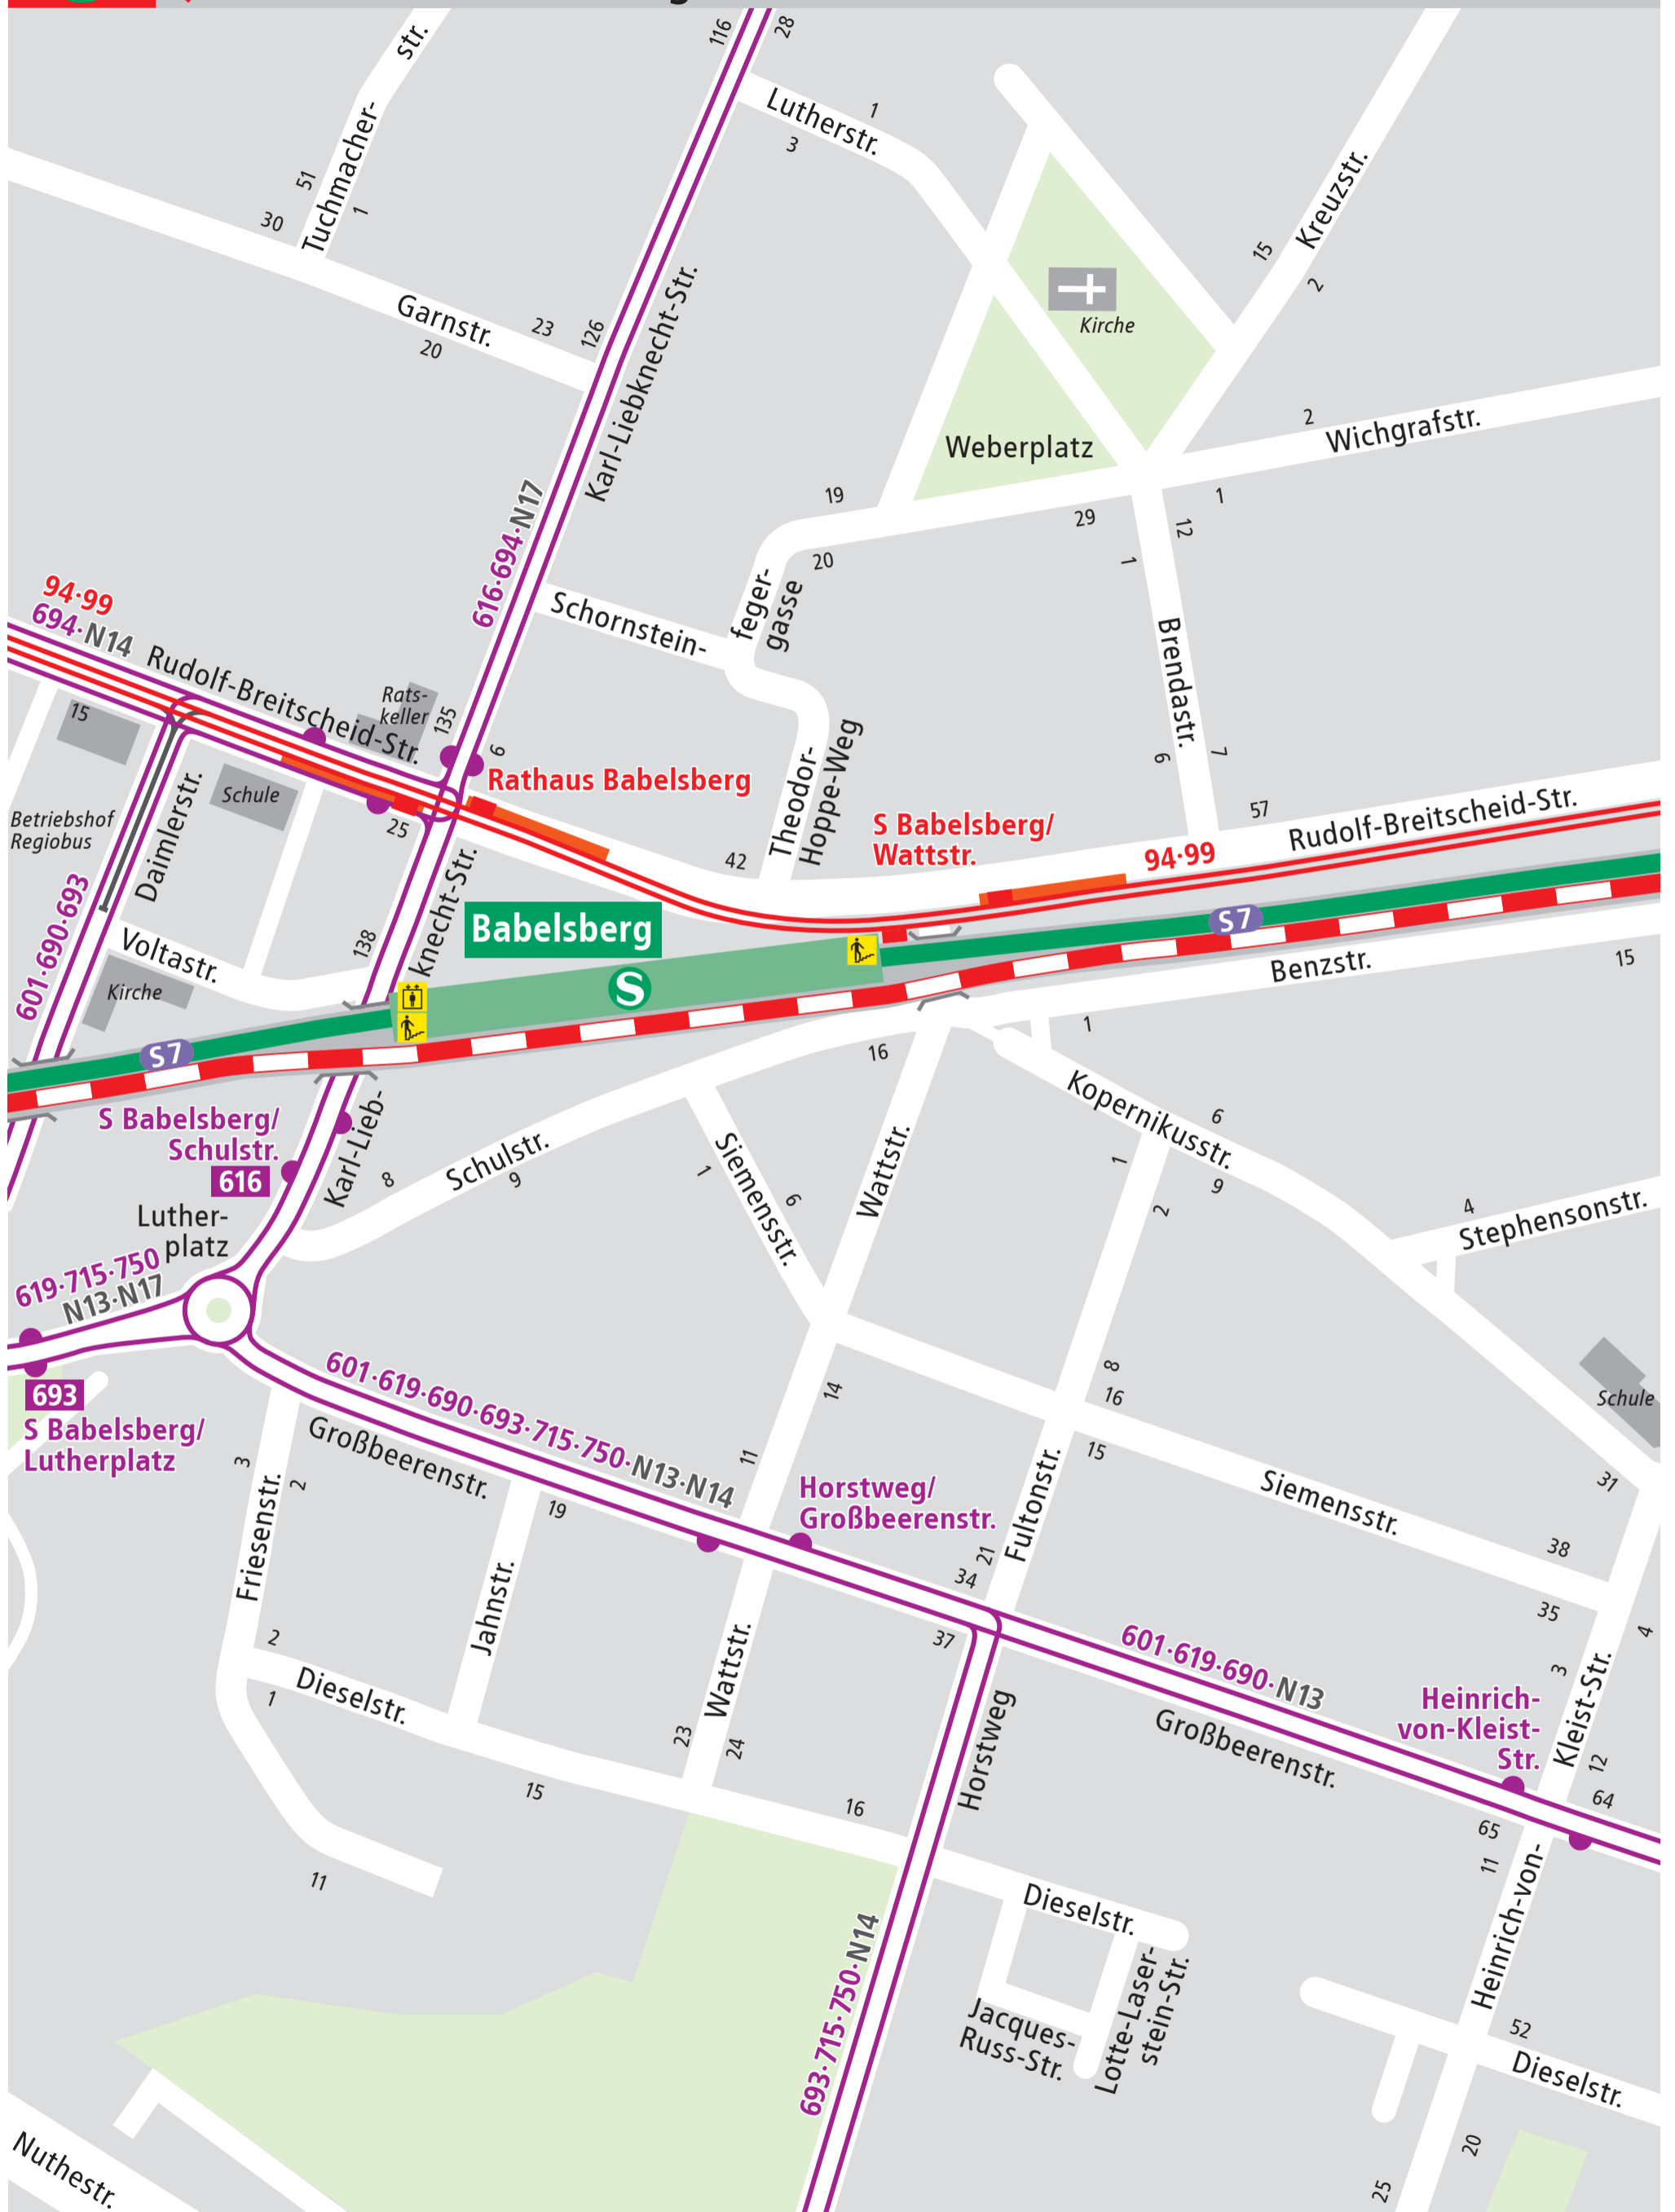 str.
Tuchmacher-
51
1
30
116
28
Lutherstr.
1
3
Kreuzstr.
15
2
Garnstr.
23
20
126
Karl-Liebknecht-Str.
Kirche
Weberplatz
2
Wichgrafstr.
1
19
29
12
1
20
616·694·N17
94·99
694·N14
Rudolf-Breitscheid-Str.
Schornstein-
feger-
gasse
Brendastr.
6
7
15
Rats-
keller
135
6
Rathaus Babelsberg
Theodor-
Hoppe-Weg
S Babelsberg/
Wattstr.
57
Rudolf-Breitscheid-Str.
94·99
Schule
Betriebshof
Regiobus
Daimlerstr.
25
42
601·690·693
Voltastr.
138
knecht-Str.
Babelsberg
S
S7
Benzstr.
15
Kirche
S7
1
16
S Babelsberg/
Schulstr.
616
Karl-Lieb-
Schulstr.
8
9
Siemensstr.
1
6
Wattstr.
Kopernikusstr.
6
9
1
2
4
Stephensonstr.
Luther-
platz
619·715·750
N13·N17
693
S Babelsberg/
Lutherplatz
601·619·690·693·715·750·N13·N14
Großbeerenstr.
14
11
8
16
15
Schule
31
3
2
Friesenstr.
19
Horstweg/
Großbeerenstr.
Fultonstr.
21
34
Siemensstr.
38
35
Jahnstr.
37
601·619·690·N13
4
3
Kleist-Str.
2
1
Dieselstr.
Wattstr.
23
24
Horstweg
Großbeerenstr.
Heinrich-
von-Kleist-
Str.
12
64
65
11
15
16
11
Dieselstr.
Heinrich-von-
693·715·750·N14
Jacques-
Russ-Str.
Lotte-Laser-
stein-Str.
52
Dieselstr.
20
25
Nuthestr.